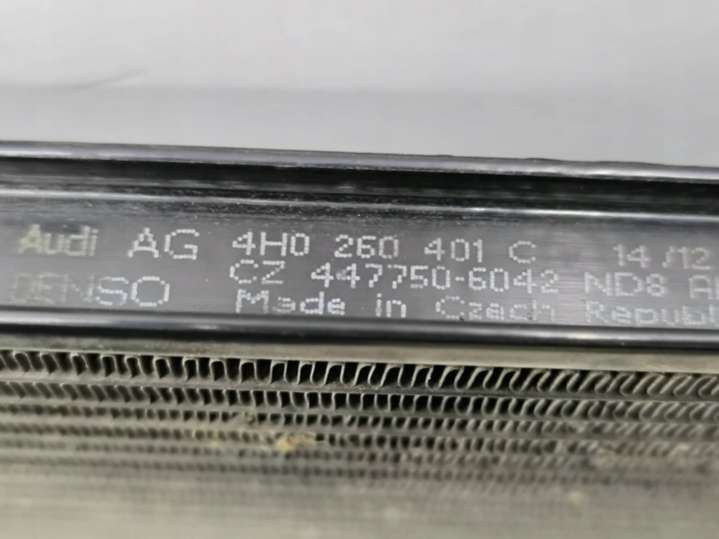 Audi AG 4H0 260 401 C 14/12
DENSO CZ 447750-6042 ND8
Made in Czech